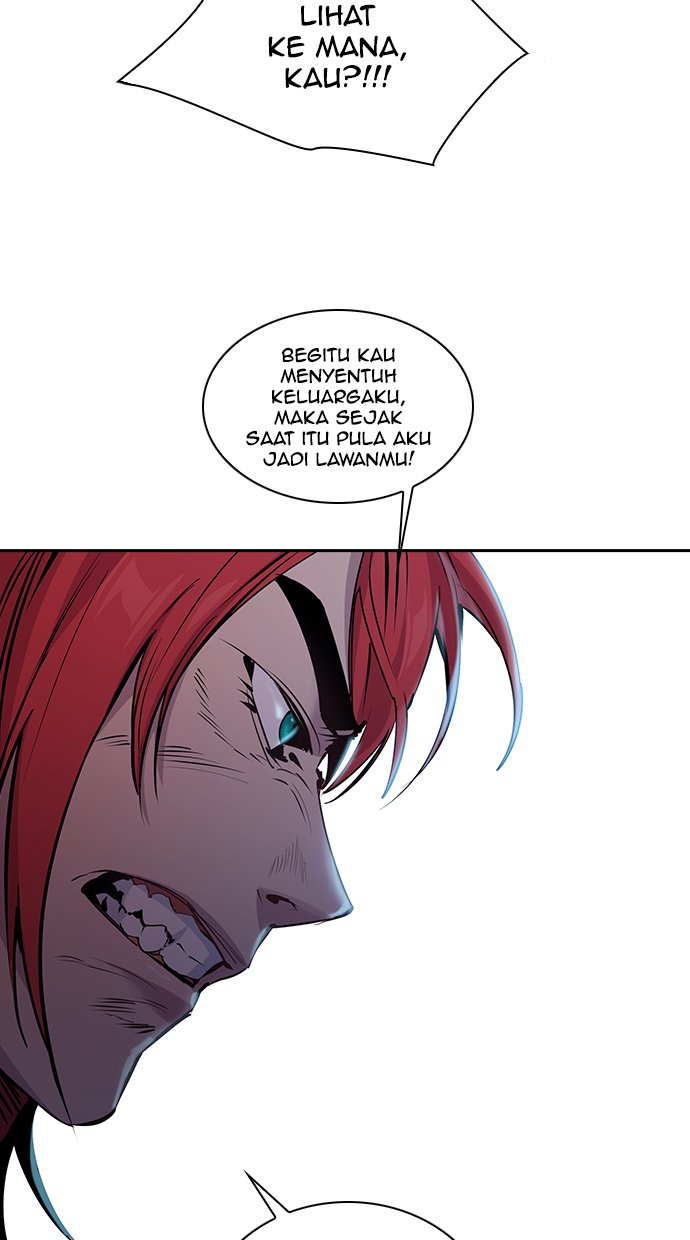 LIHAT
KE MANA,
KAU?!!!
BEGITU KAU
MENYENTUH
KELUARGAKU,
MAKA SEJAK
SAAT ITU PULA AKU
JADI LAWANMU!